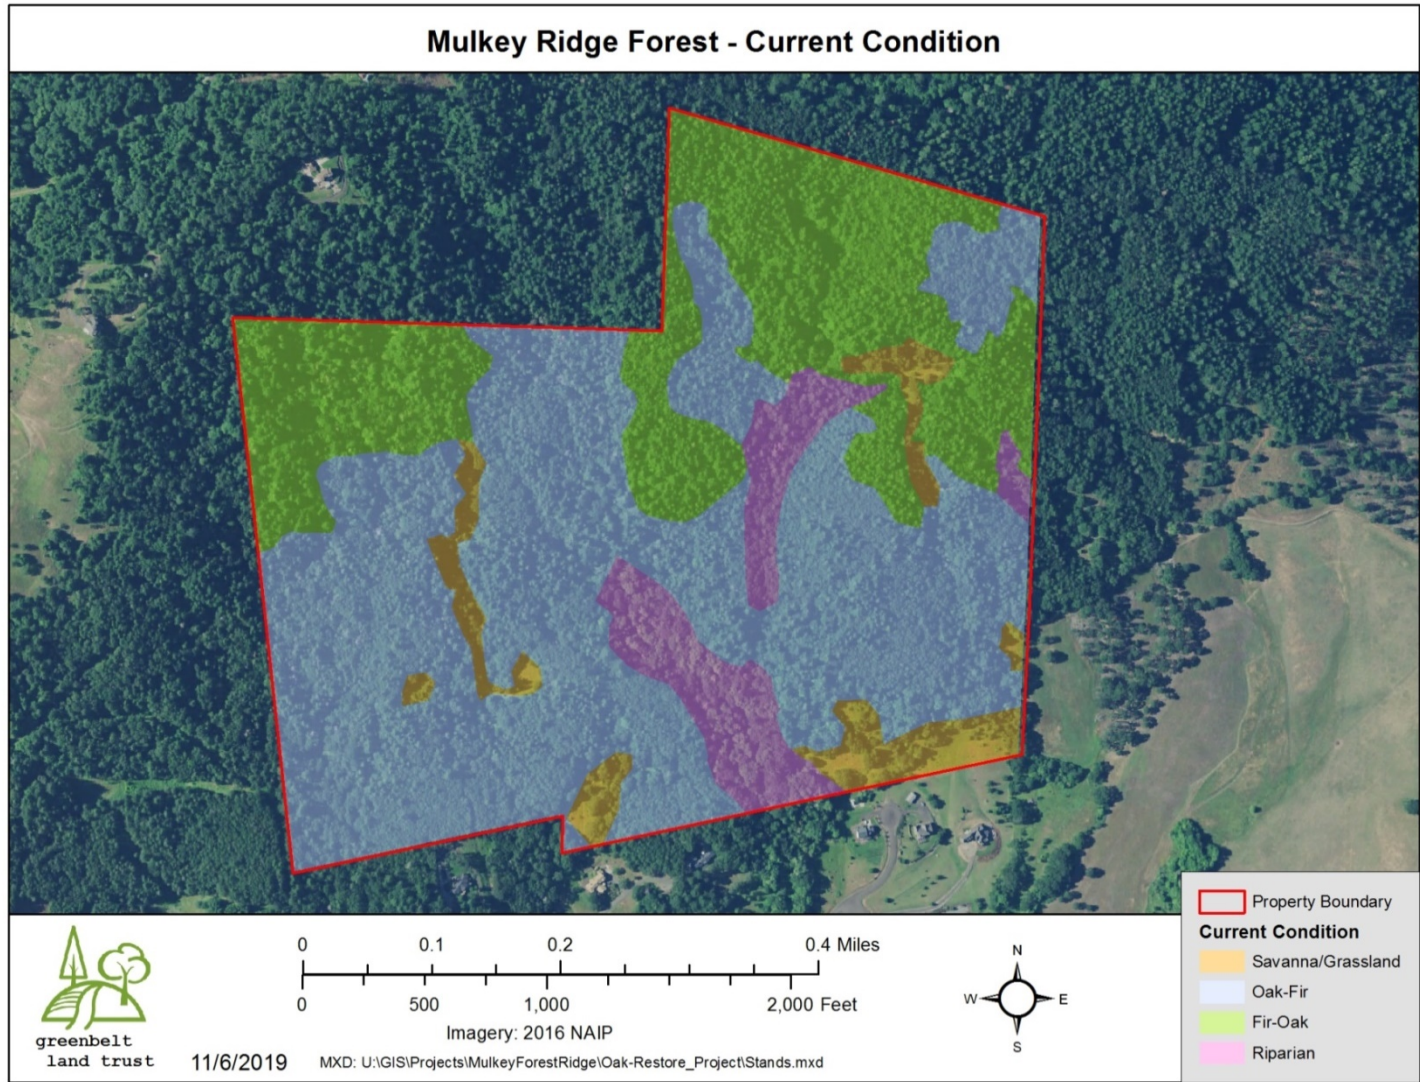 Mulkey Ridge Forest - Current Condition
Property Boundary
Current Condition
Savanna/Grassland
Oak-Fir
Fir-Oak
Riparian
0 0.1 0.2 0.4 Miles
0 500 1,000 2,000 Feet
Imagery: 2016 NAIP
N
W E
S
greenbelt
land trust
11/6/2019 MXD: U:\GIS\Projects\MulkeyForestRidge\Oak-Restore_Project\Stands.mxd